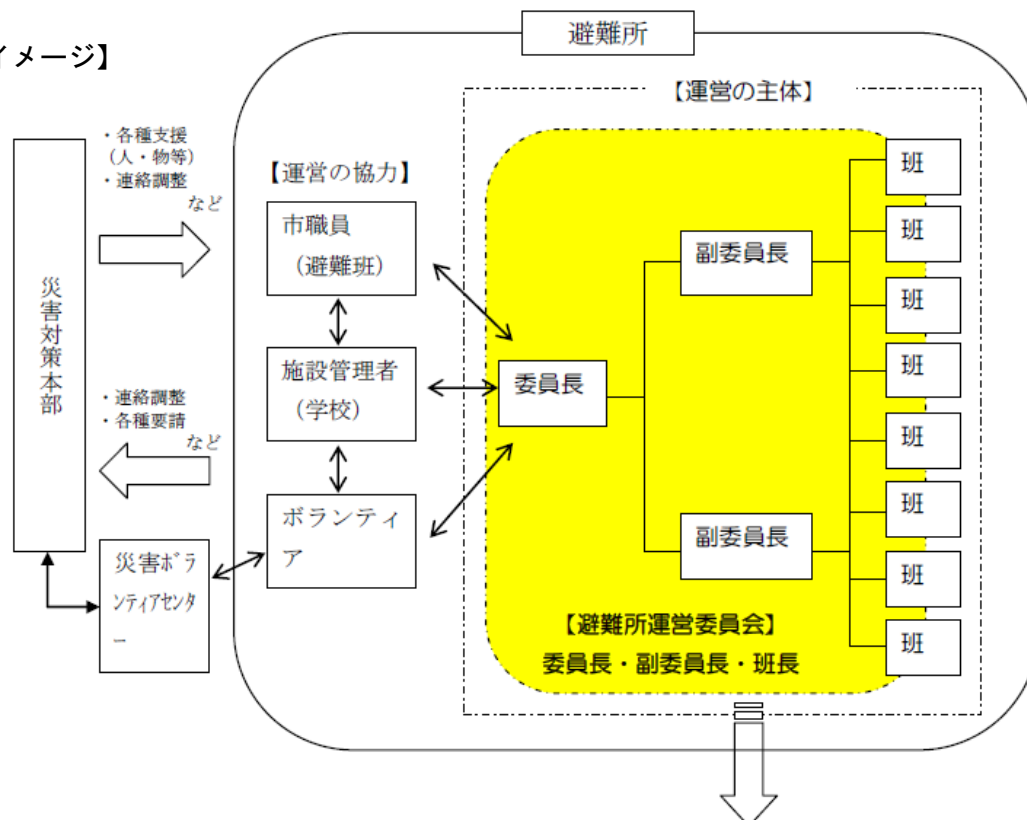 イメージ】
避難所
【運営の主体】
・各種支援
（人・物等）
・連絡調整
など
【運営の協力】
市職員
（避難班）
災害対策本部
施設管理者
（学校）
・連絡調整
・各種要請
など
ボランティ
ア
災害ボラ
ンティアセンタ
ー
委員長
副委員長
副委員長
班
班
班
班
班
班
班
班
【避難所運営委員会】
委員長・副委員長・班長